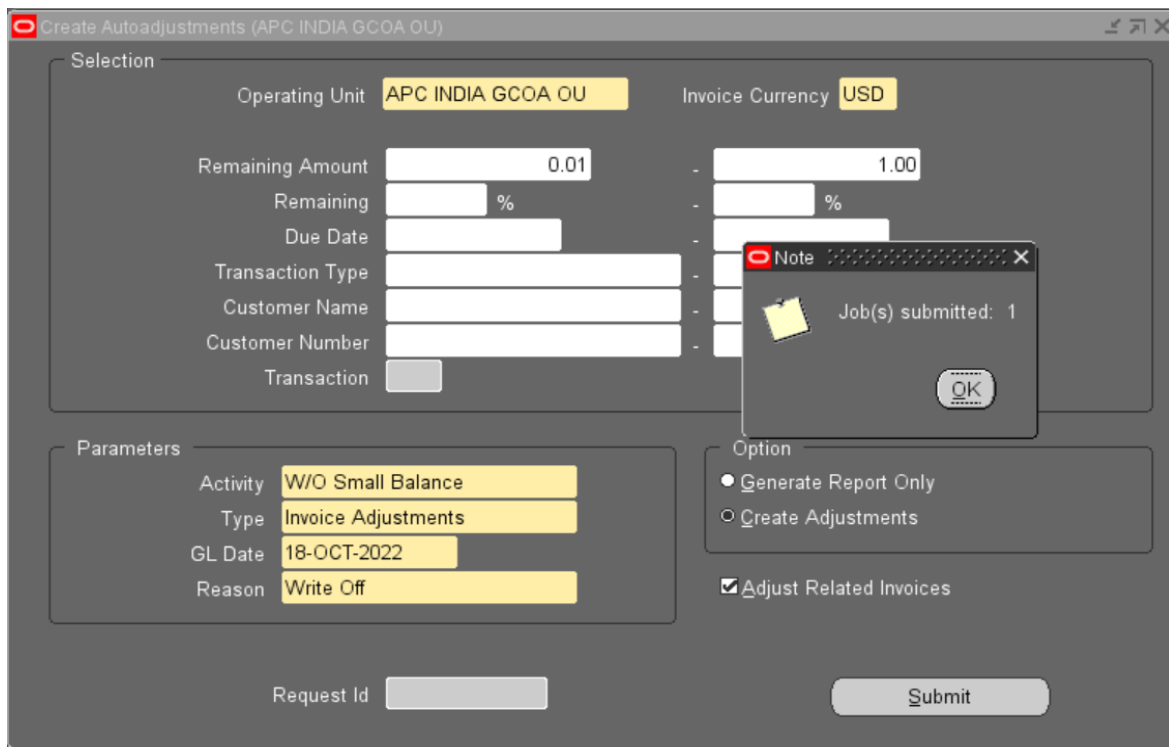 Create Autoadjustments (APC INDIA GCOA OU)
Selection
Operating Unit APC INDIA GCOA OU Invoice Currency USD
Remaining Amount 0.01 - 1.00
Remaining % - %
Due Date -
Transaction Type -
Customer Name -
Customer Number -
Transaction
Note
Job(s) submitted: 1
OK
Parameters
Activity W/O Small Balance
Type Invoice Adjustments
GL Date 18-OCT-2022
Reason Write Off
Option
Generate Report Only
Create Adjustments
Adjust Related Invoices
Request Id
Submit